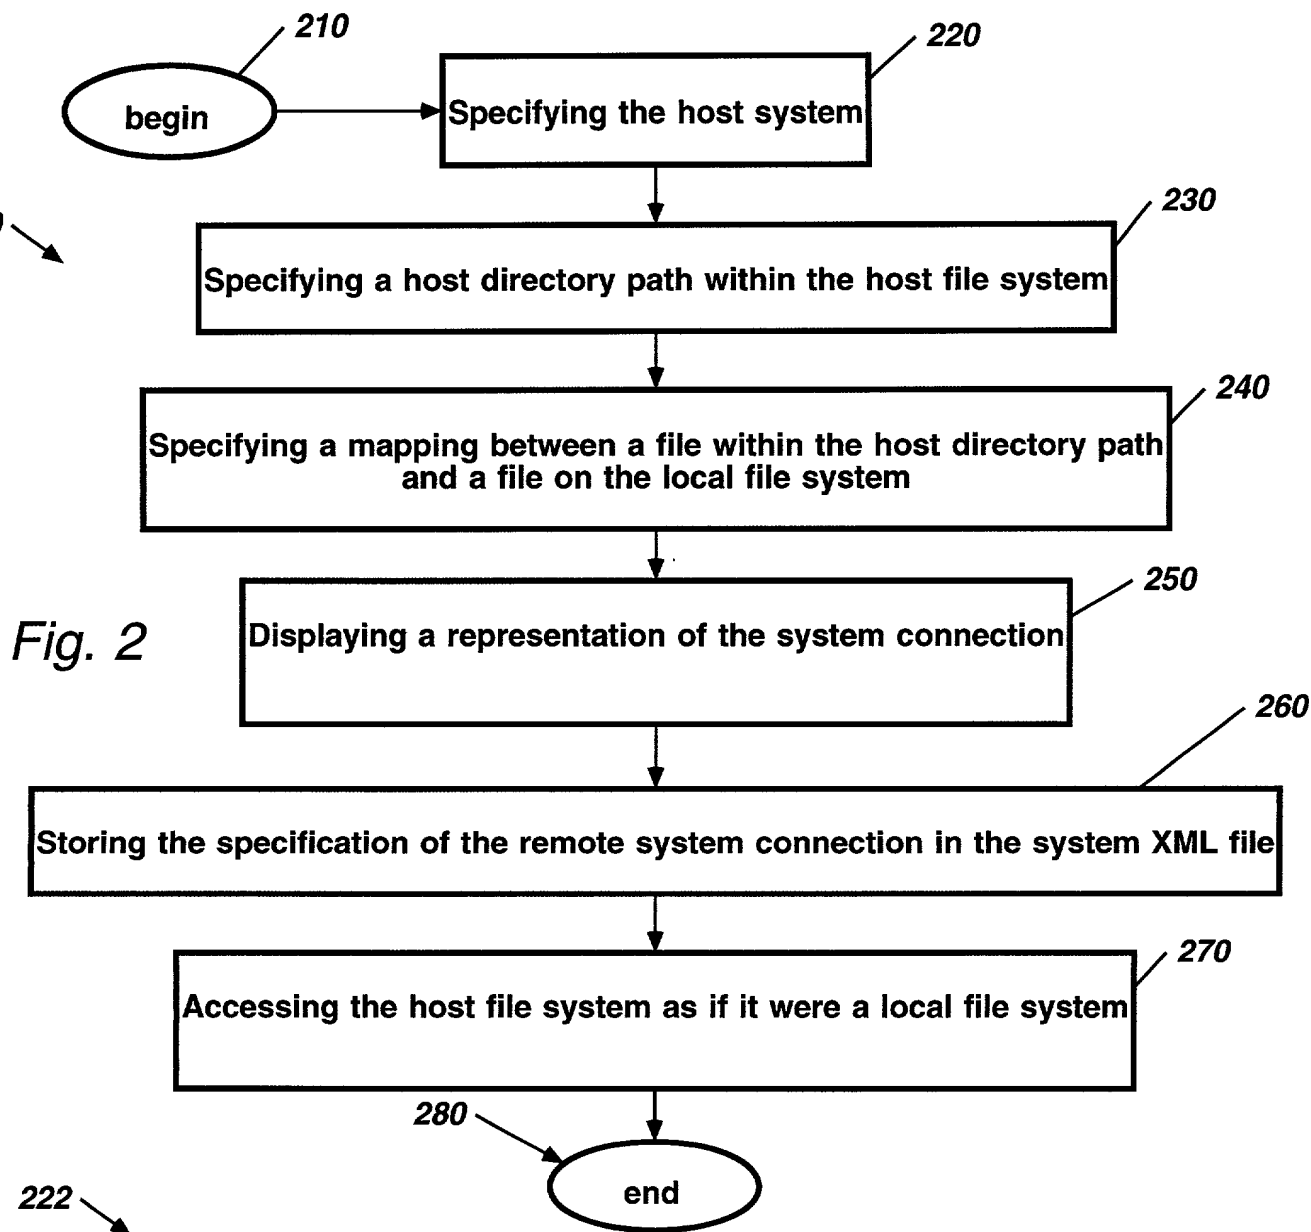 210
begin
220
Specifying the host system
230
Specifying a host directory path within the host file system
240
Specifying a mapping between a file within the host directory path
and a file on the local file system
250
Displaying a representation of the system connection
Fig. 2
260
Storing the specification of the remote system connection in the system XML file
270
Accessing the host file system as if it were a local file system
280
end
222